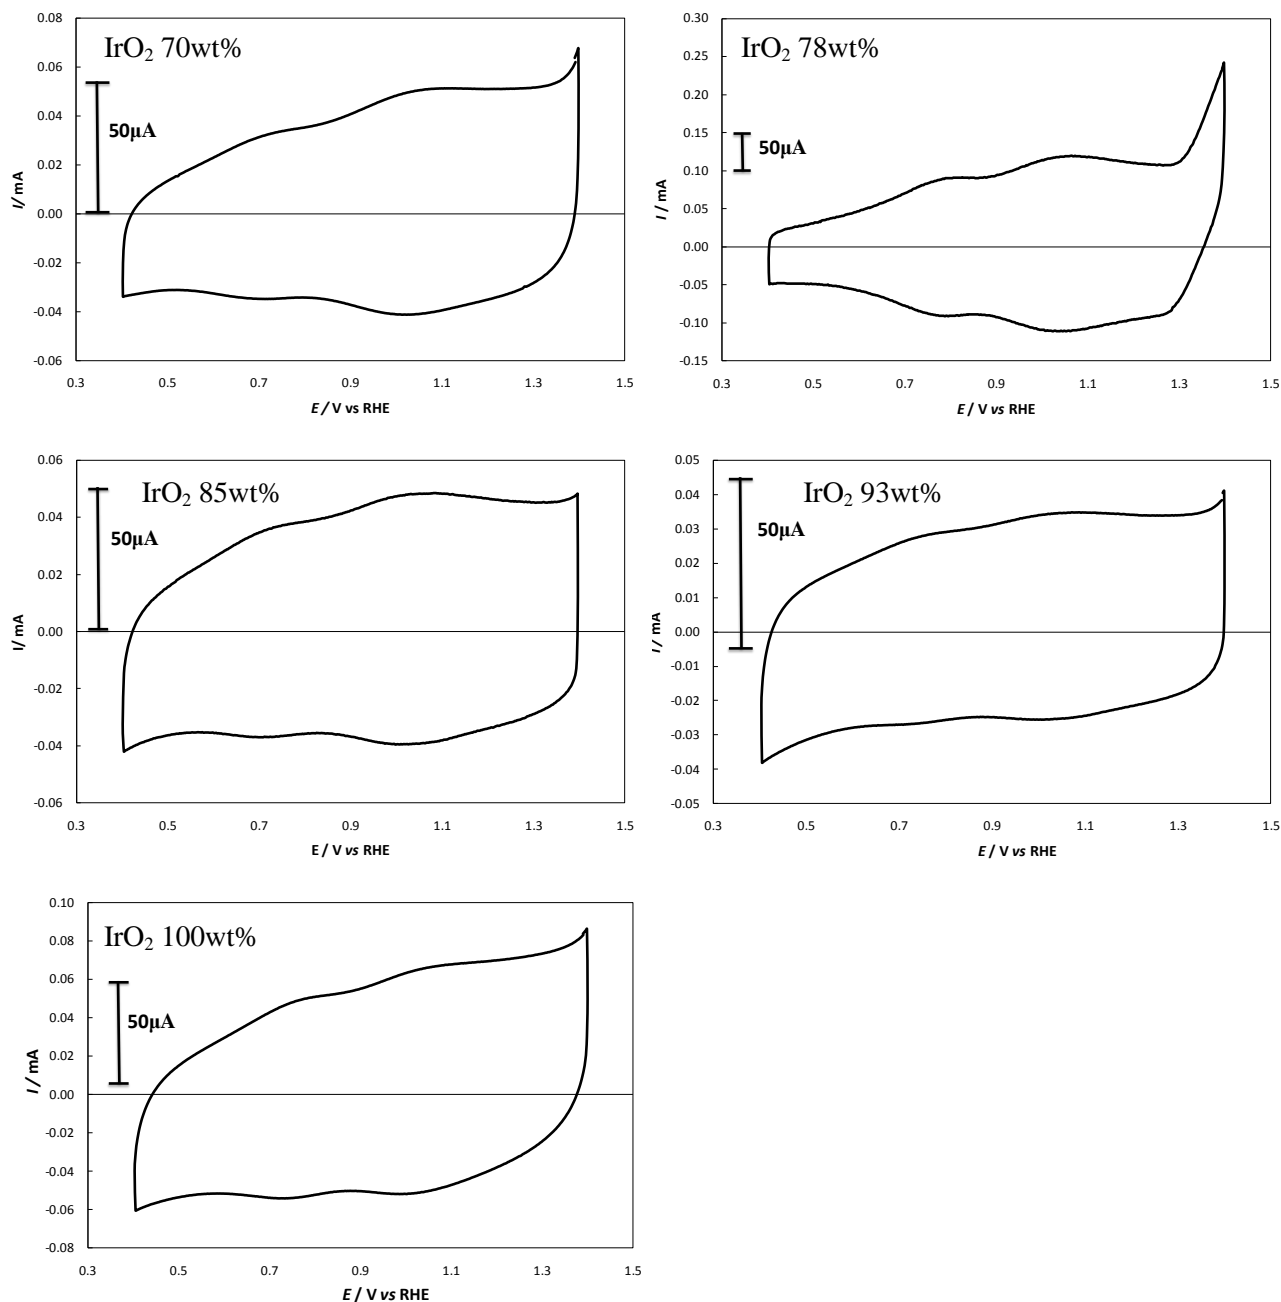 0.08
IrO2 70wt%
0.06
50μA
0.04
0.02
0.00
-0.02
-0.04
-0.06
I/ mA
0.3 0.5 0.7 0.9 1.1 1.3 1.5
E / V vs RHE
0.30
IrO2 78wt%
0.25
0.20
0.15
50μA
0.10
0.05
0.00
-0.05
-0.10
-0.15
I / mA
0.3 0.5 0.7 0.9 1.1 1.3 1.5
E / V vs RHE
0.06
IrO2 85wt%
0.04
50μA
0.02
0.00
-0.02
-0.04
-0.06
I/ mA
0.3 0.5 0.7 0.9 1.1 1.3 1.5
E / V vs RHE
0.05
IrO2 93wt%
0.04
0.03
50μA
0.02
0.01
0.00
-0.01
-0.02
-0.03
-0.04
-0.05
I / mA
0.3 0.5 0.7 0.9 1.1 1.3 1.5
E / V vs RHE
0.10
IrO2 100wt%
0.08
0.06
50μA
0.04
0.02
0.00
-0.02
-0.04
-0.06
-0.08
I / mA
0.3 0.5 0.7 0.9 1.1 1.3 1.5
E / V vs RHE